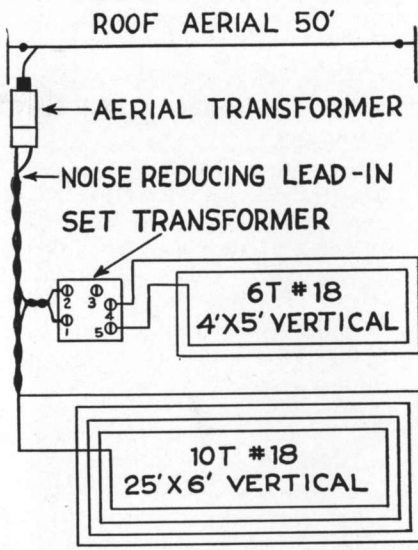 ROOF AERIAL 50'
AERIAL TRANSFORMER
NOISE REDUCING LEAD-IN
SET TRANSFORMER
2 3
4
1 5
6T #18
4'X5' VERTICAL
10T #18
25'X6' VERTICAL